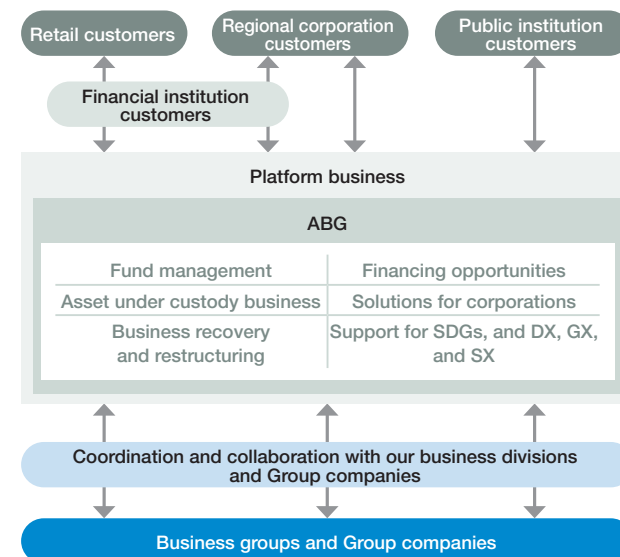 Retail customers
Regional corporation
customers
Public institution
customers
Financial institution
customers
Platform business
ABG
Fund management
Financing opportunities
Asset under custody business
Solutions for corporations
Business recovery
and restructuring
Support for SDGs, and DX, GX,
and SX
Coordination and collaboration with our business divisions
and Group companies
Business groups and Group companies